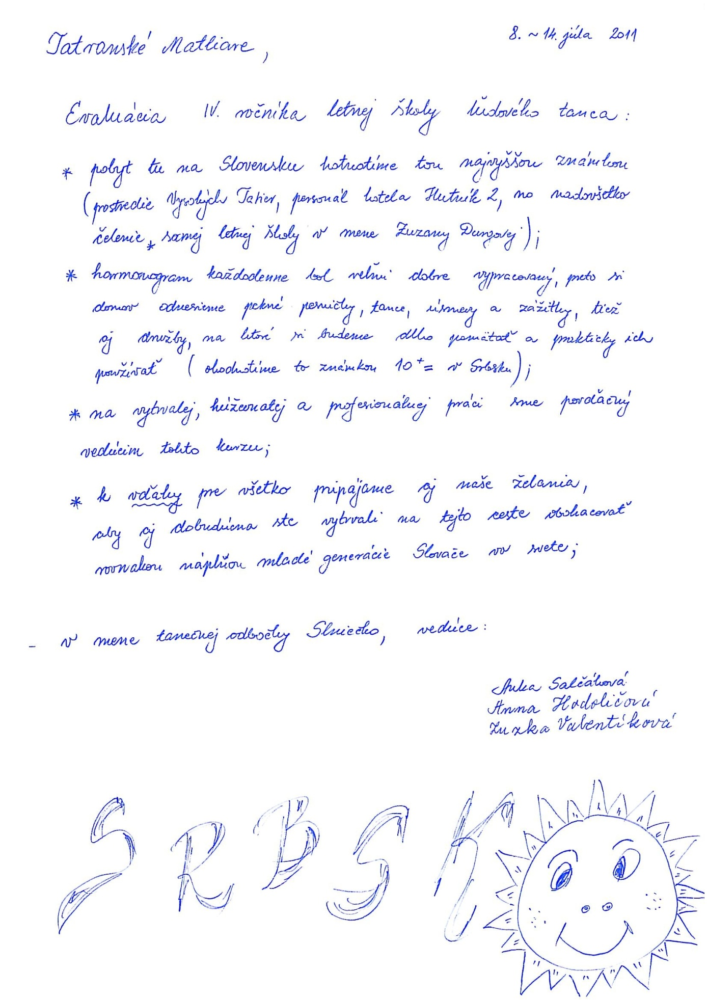 Tatranské Matliare,
8. ~ 14. júla 2011
Evaluácia IV. ročníka letnej školy ľudového tanca:
* pobyt tu na Slovensku hotnotíme tou najvyššou známkou
(prostredie Vysokých Tatier, personál hotela Hutník 2, no nadovšetko
čelenie * samej letnej školy v mene Zuzany Dungovej);
* harmonogram každodenne bol veľmi dobre vypracovaný, preto si
domov odnesieme pekné pesničky, tance, úsmevy a zážitky, tiež
aj družby, na ktoré si budeme dlho pamätať a prakticky ich
používať (ohodnotíme to známkou 10+= v Srbsku);
* na vytrvalej, húževnatej a profesionálnej práci sme povďačný
vedúcim tohto kurzu;
* k vďaky pre všetko pripájame aj naše želania,
aby aj dobudúcna ste vytrvali na tejto ceste obohacovať
rovnakou náplňou mladé generácie Slovače vo svete;
- v mene tanečnej odbočky Slniečko, vedúce:
Anka Salčáková
Anna Hodoličová
Zuzka Valentíková
SRBSK